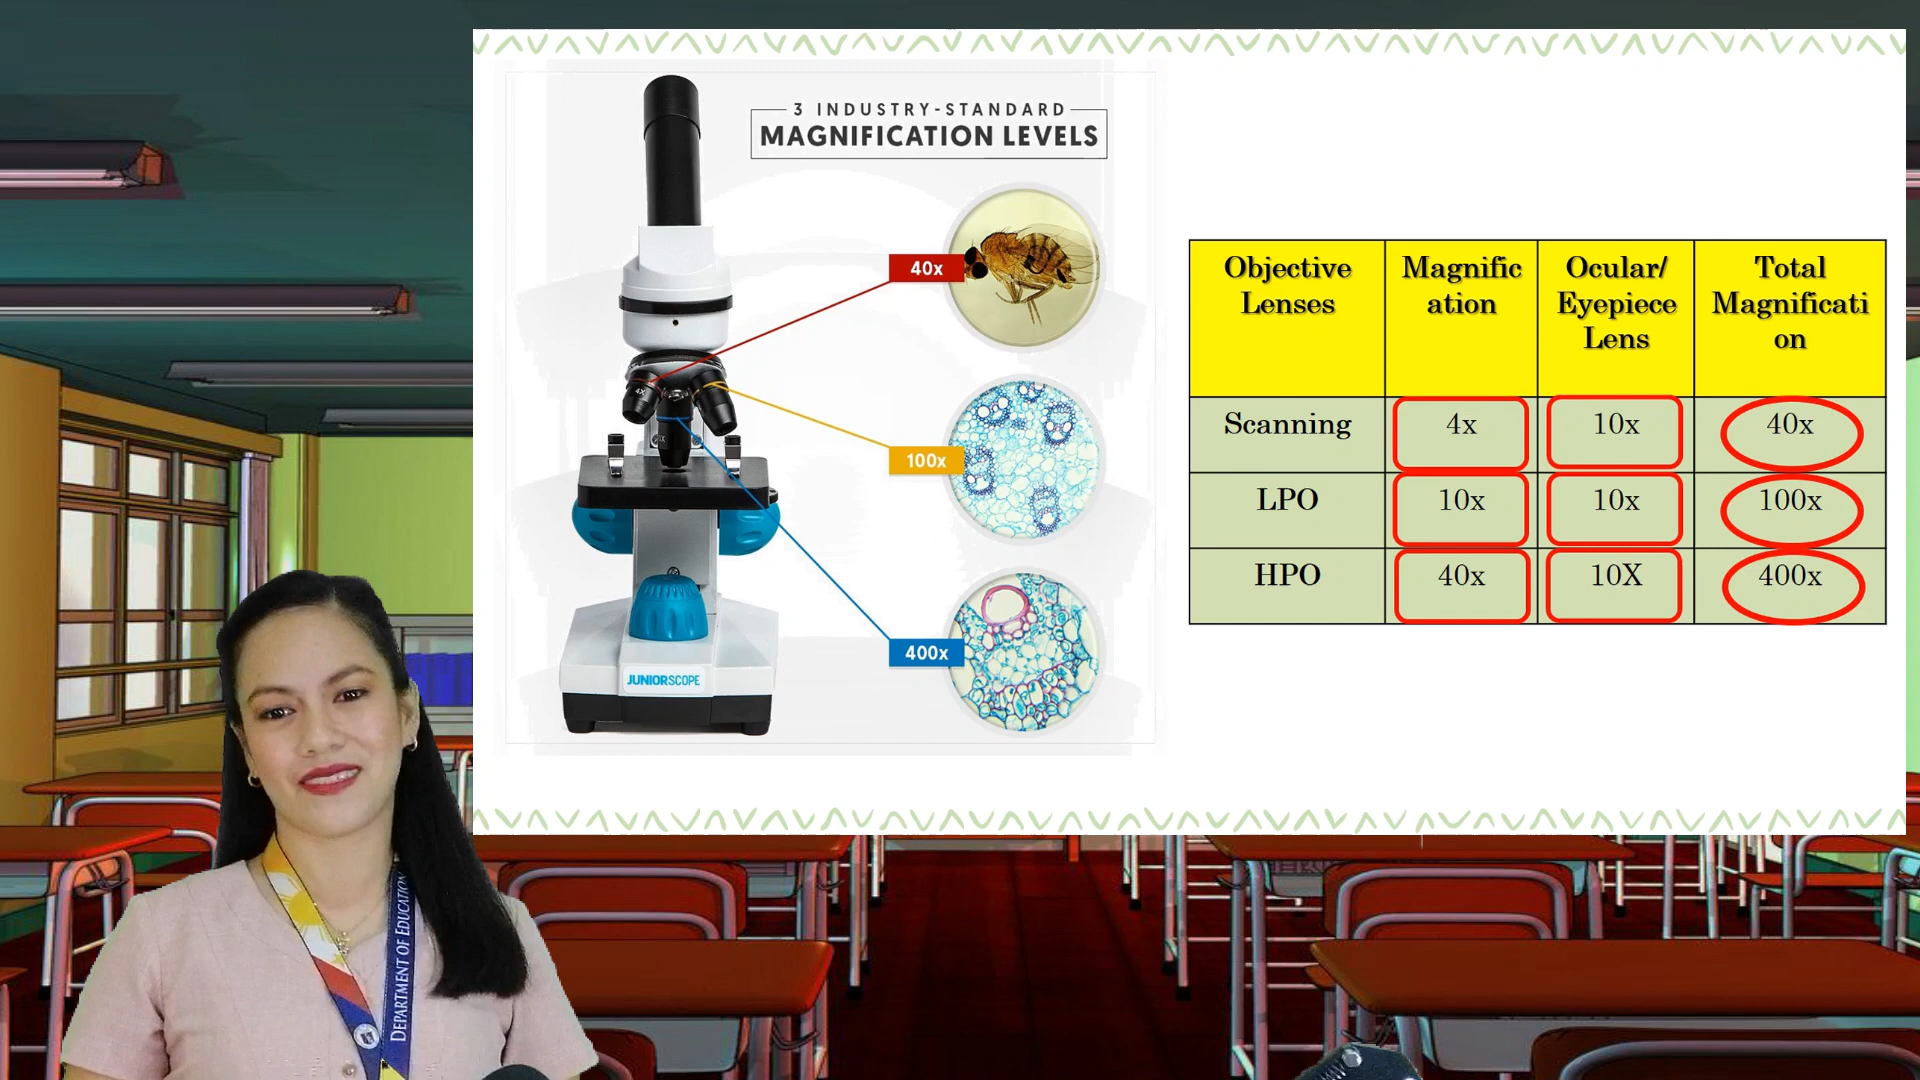 3 INDUSTRY-STANDARD
MAGNIFICATION LEVELS
40x
100x
400x
4X
JUNIORSCOPE
Objective
Lenses
Magnific
ation
Ocular/
Eyepiece
Lens
Total
Magnificati
on
Scanning
4x
10x
40x
LPO
10x
10x
100x
HPO
40x
10X
400x
DEPARTMENT OF EDUCATION